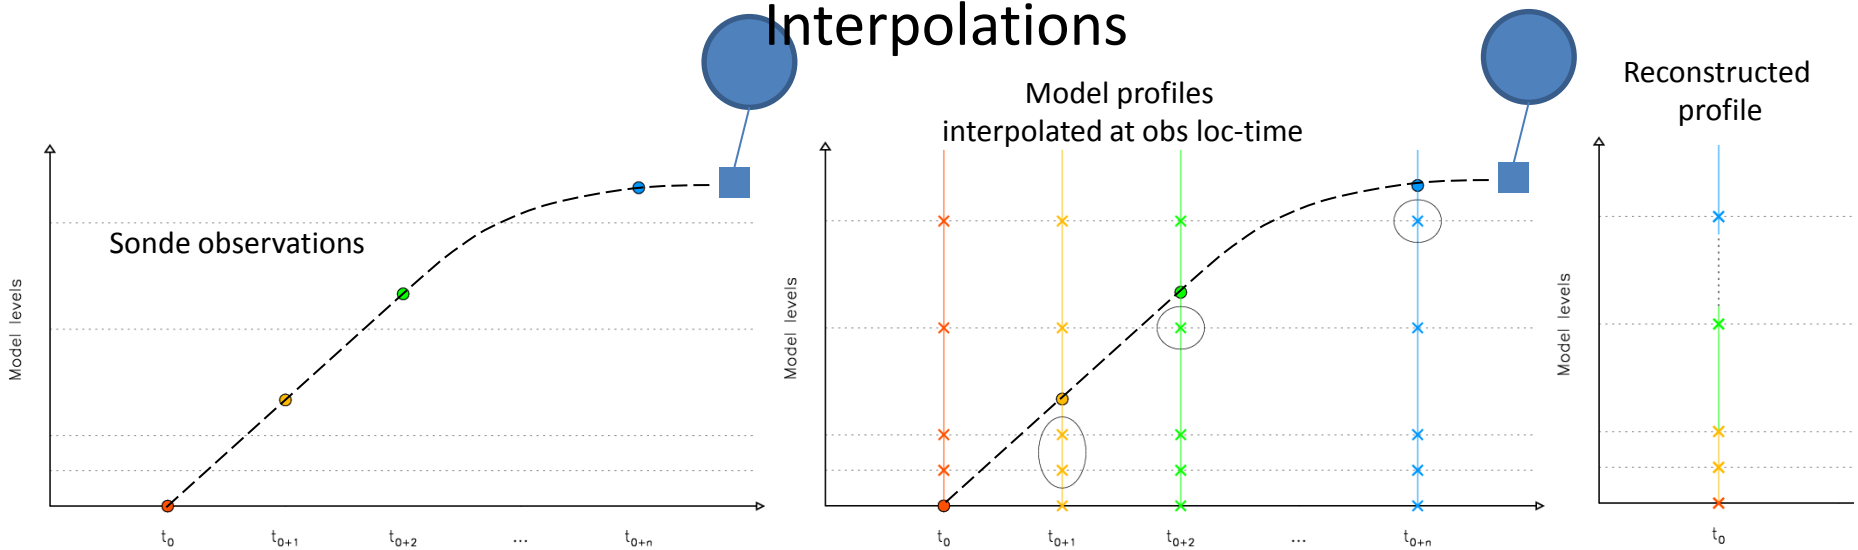 Interpolations
Sonde observations
Model levels
t0
t0+1
t0+2
...
t0+n
Model profiles
interpolated at obs loc-time
Model levels
t0
t0+1
t0+2
...
t0+n
Reconstructed
profile
Model levels
t0